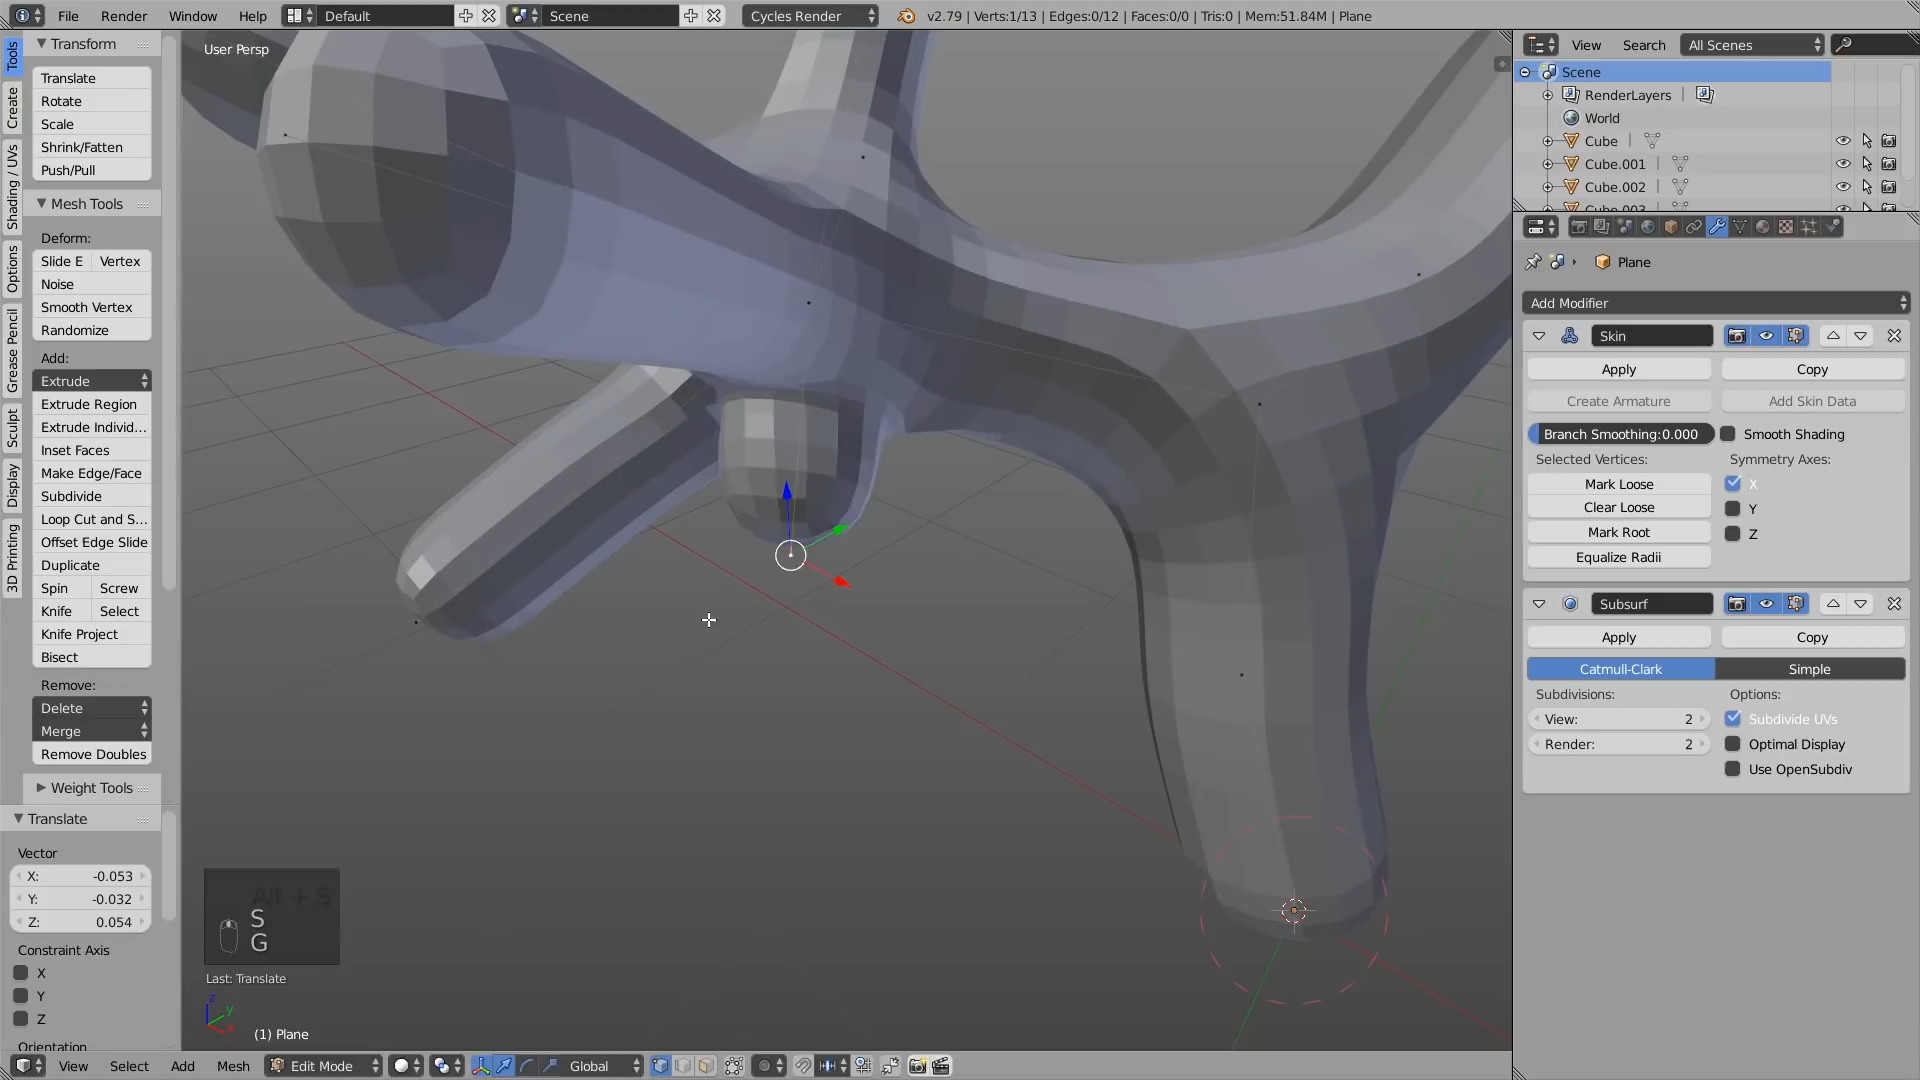 File Render Window Help Default Scene Cycles Render v2.79 | Verts:1/13 | Edges:0/12 | Faces:0/0 | Tris:0 | Mem:51.84M | Plane
Tools
Create
Shading / UVs
Options
Grease Pencil
Sculpt
Display
3D Printing
Transform
Translate
Rotate
Scale
Shrink/Fatten
Push/Pull
Mesh Tools
Deform:
Slide E Vertex
Noise
Smooth Vertex
Randomize
Add:
Extrude
Extrude Region
Extrude Individ...
Inset Faces
Make Edge/Face
Subdivide
Loop Cut and S...
Offset Edge Slide
Duplicate
Spin Screw
Knife Select
Knife Project
Bisect
Remove:
Delete
Merge
Remove Doubles
Weight Tools
Translate
Vector
X: -0.053
Y: -0.032
Z: 0.054
Constraint Axis
X
Y
Z
Orientation
User Persp
Alt + S
S
G
Last: Translate
z
y
x
(1) Plane
View Select Add Mesh Edit Mode Global
View Search All Scenes
Scene
RenderLayers |
World
Cube |
Cube.001 |
Cube.002 |
Cube.003
Plane
Add Modifier
Skin
Apply Copy
Create Armature Add Skin Data
Branch Smoothing:0.000 Smooth Shading
Selected Vertices: Symmetry Axes:
Mark Loose X
Clear Loose Y
Mark Root Z
Equalize Radii
Subsurf
Apply Copy
Catmull-Clark Simple
Subdivisions: Options:
View: 2 Subdivide UVs
Render: 2 Optimal Display
Use OpenSubdiv